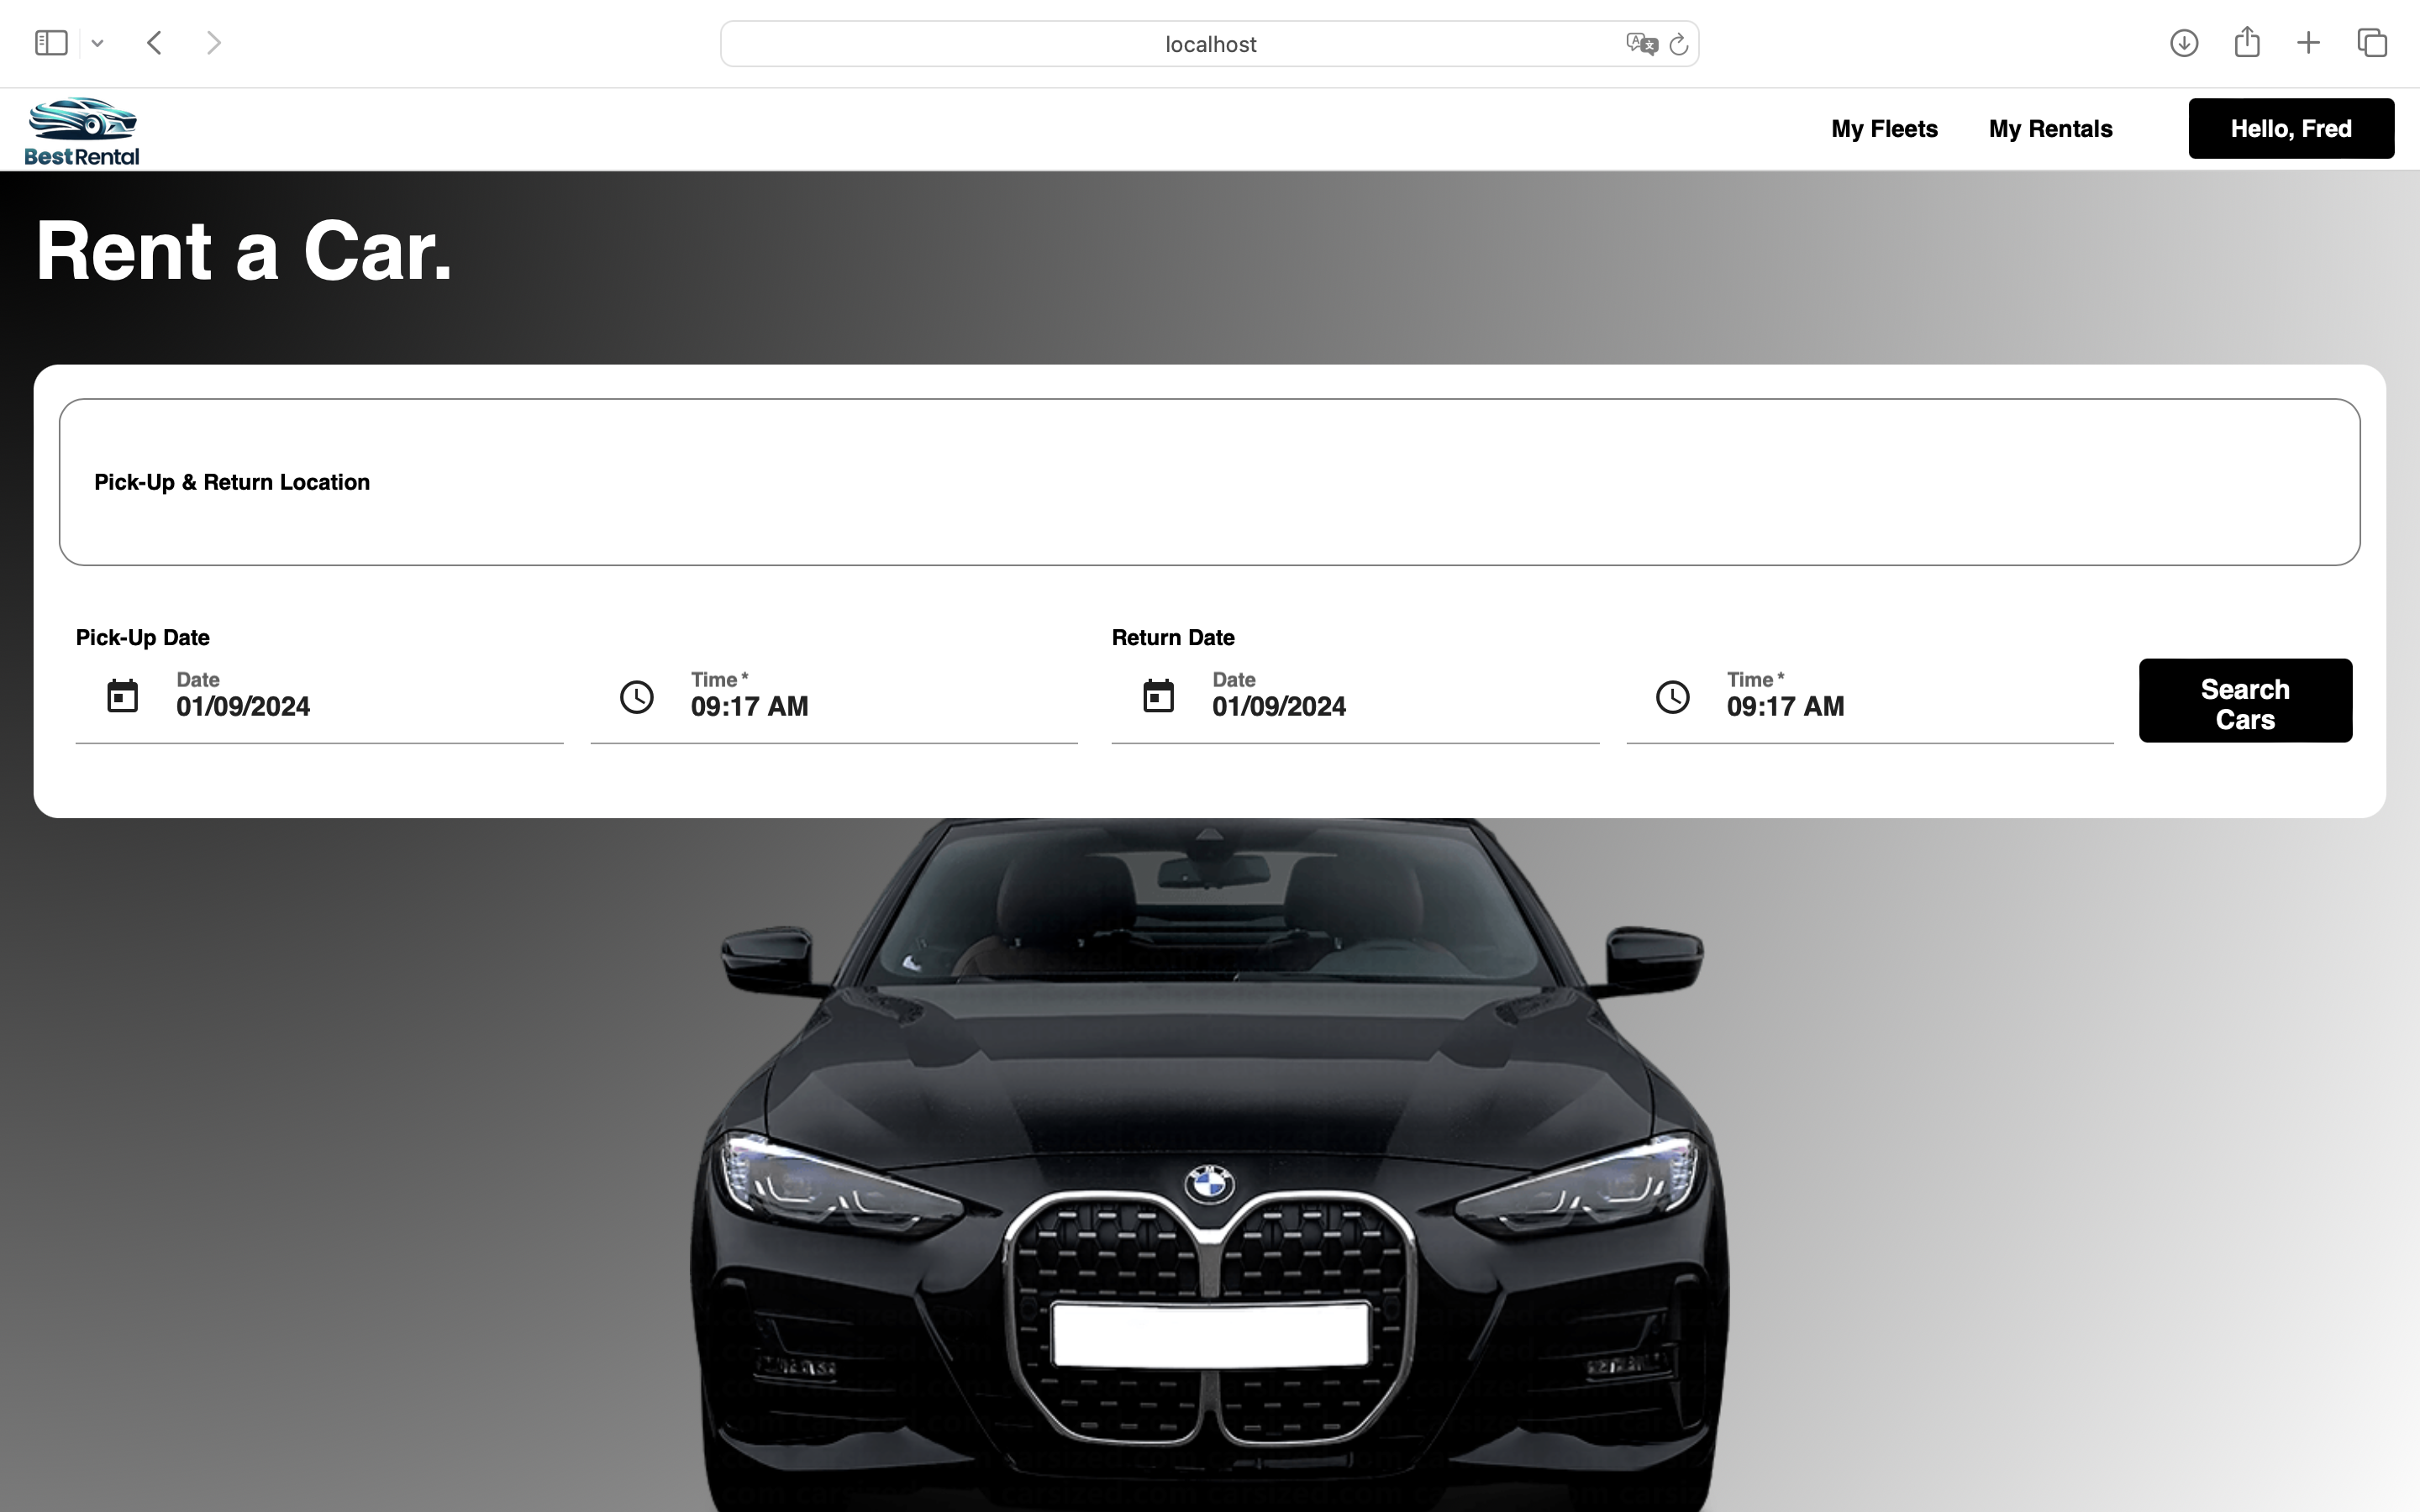 localhost
BestRental
My Fleets
My Rentals
Hello, Fred
Rent a Car.
Pick-Up & Return Location
Pick-Up Date
Return Date
Date
01/09/2024
Time *
09:17 AM
Date
01/09/2024
Time *
09:17 AM
Search
Cars
BMW